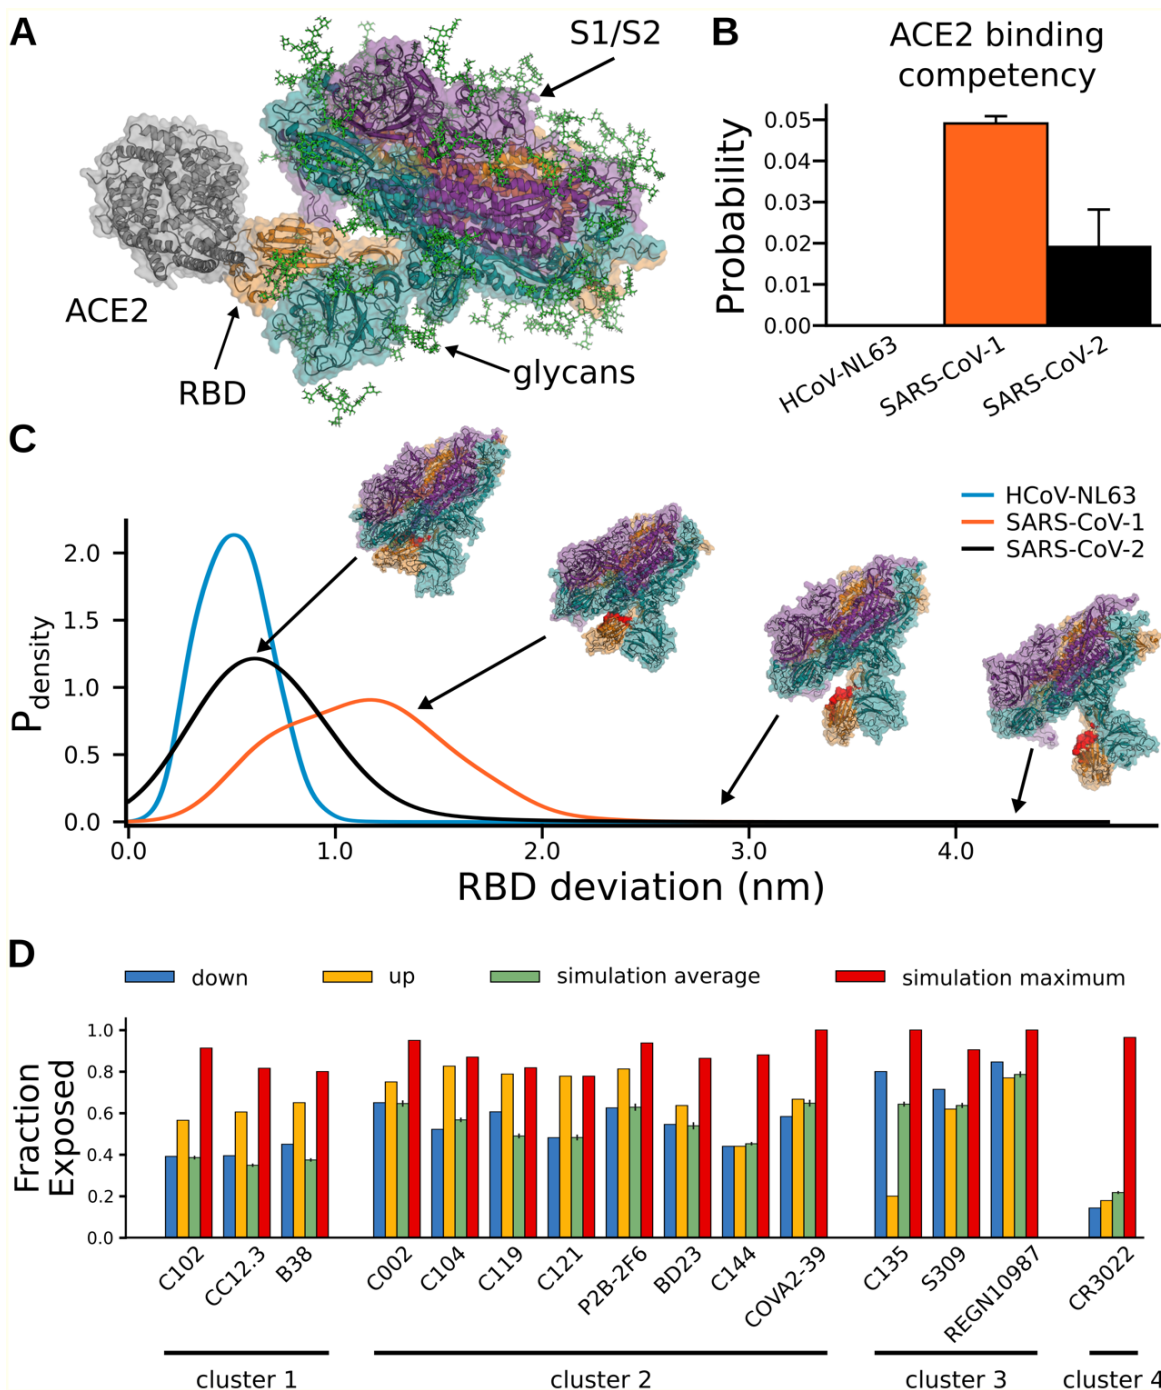 A
S1/S2
ACE2
RBD
glycans
B
ACE2 binding
competency
Probability
0.05
0.04
0.03
0.02
0.01
0.00
HCoV-NL63
SARS-CoV-1
SARS-CoV-2
C
HCoV-NL63
SARS-CoV-1
SARS-CoV-2
Pdensity
2.0
1.5
1.0
0.5
0.0
0.0 1.0 2.0 3.0 4.0
RBD deviation (nm)
D
down up simulation average simulation maximum
Fraction
Exposed
1.0
0.8
0.6
0.4
0.2
0.0
C102
CC12.3
B38
C002
C104
C119
C121
P2B-2F6
BD23
C144
COVA2-39
C135
S309
REGN10987
CR3022
cluster 1 cluster 2 cluster 3 cluster 4